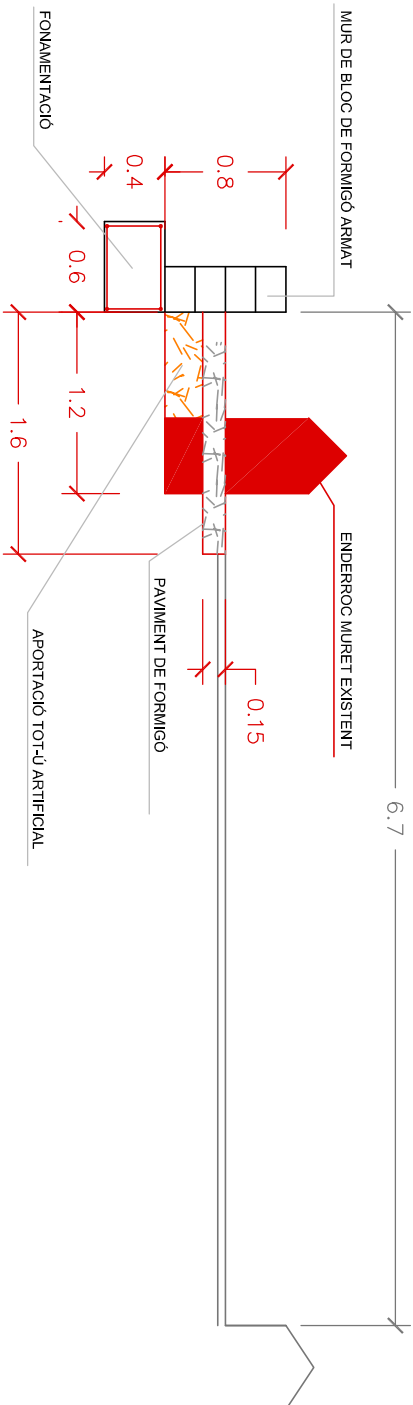 MUR DE BLOC DE FORMIGÓ ARMAT
ENDERROC MURET EXISTENT
6.7
0.8
0.15
0.4
0.6
1.2
1.6
PAVIMENT DE FORMIGÓ
FONAMENTACIÓ
APORTACIÓ TOT-Ú ARTIFICIAL